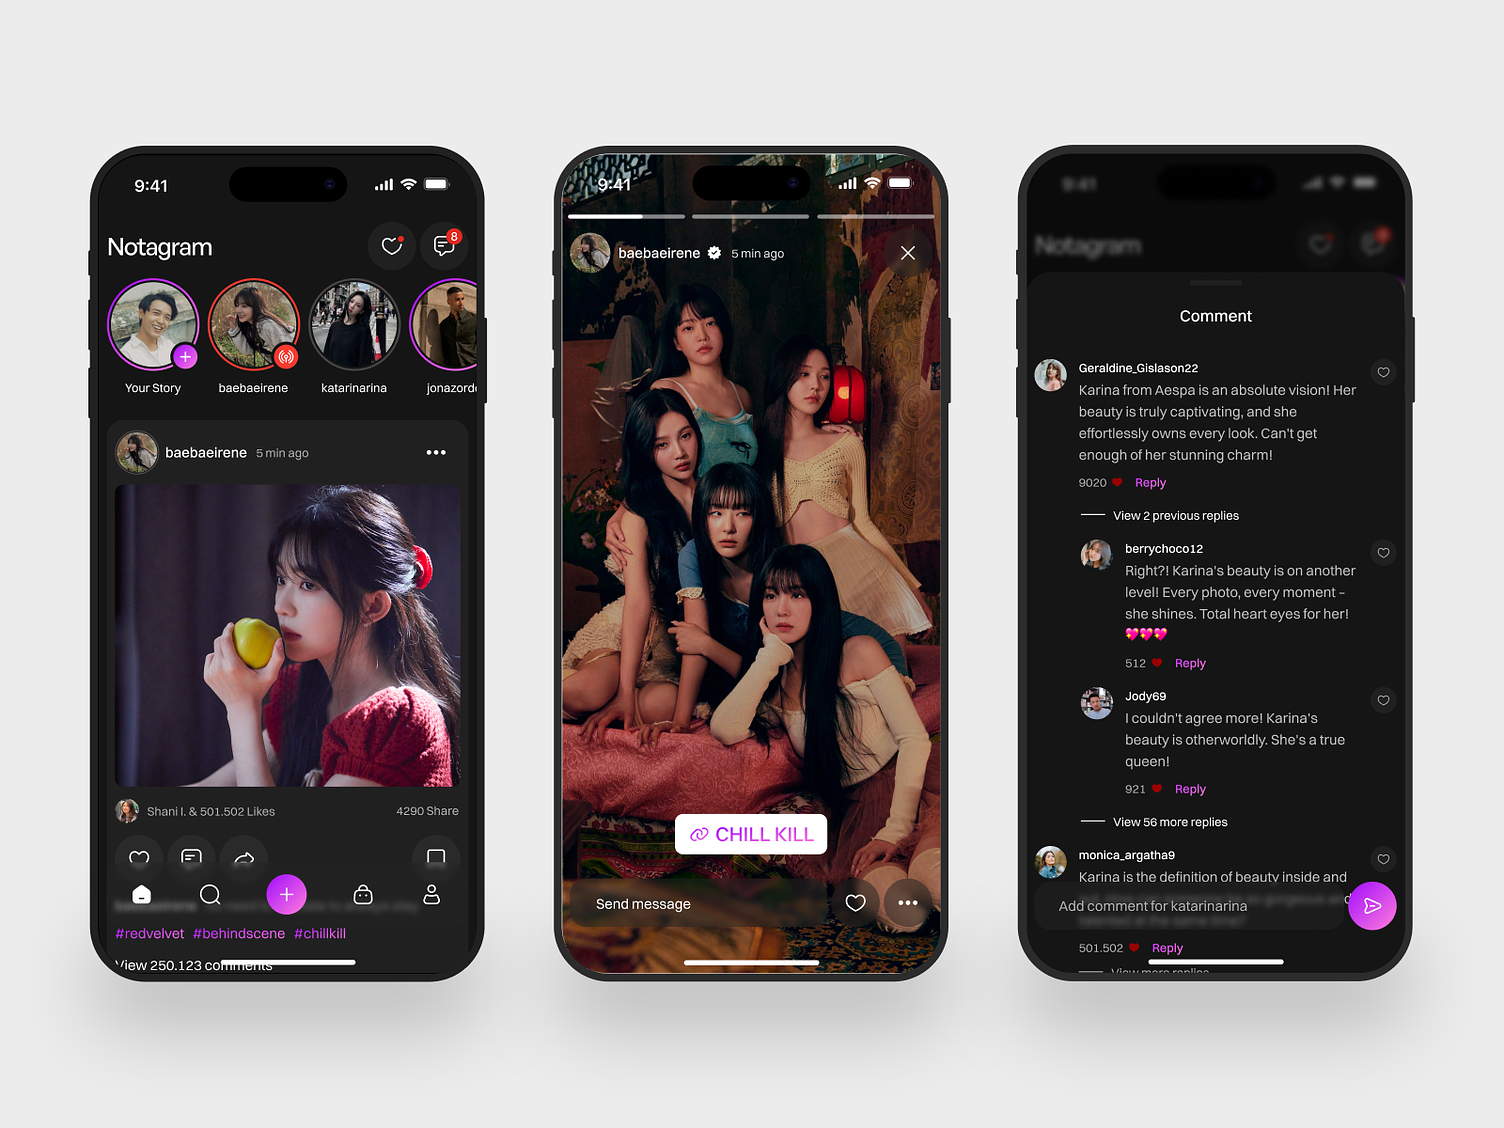 9:41
Notagram
8
Your Story
baebaeirene
katarinarina
jonazord
baebaeirene 5 min ago
Shani I. & 501.502 Likes
4290 Share
#redvelvet #behindscene #chillkill
View 250.123 comments
9:41
baebaeirene 5 min ago
CHILL KILL
Send message
9:41
Notagram
Comment
Geraldine_Gislason22
Karina from Aespa is an absolute vision! Her
beauty is truly captivating, and she
effortlessly owns every look. Can't get
enough of her stunning charm!
9020 Reply
View 2 previous replies
berrychoco12
Right?! Karina's beauty is on another
level! Every photo, every moment –
she shines. Total heart eyes for her!
💖💖💖
512 Reply
Jody69
I couldn't agree more! Karina's
beauty is otherworldly. She's a true
queen!
921 Reply
View 56 more replies
monica_argatha9
Karina is the definition of beauty inside and
Add comment for katarinarina
501.502 Reply
View more replies